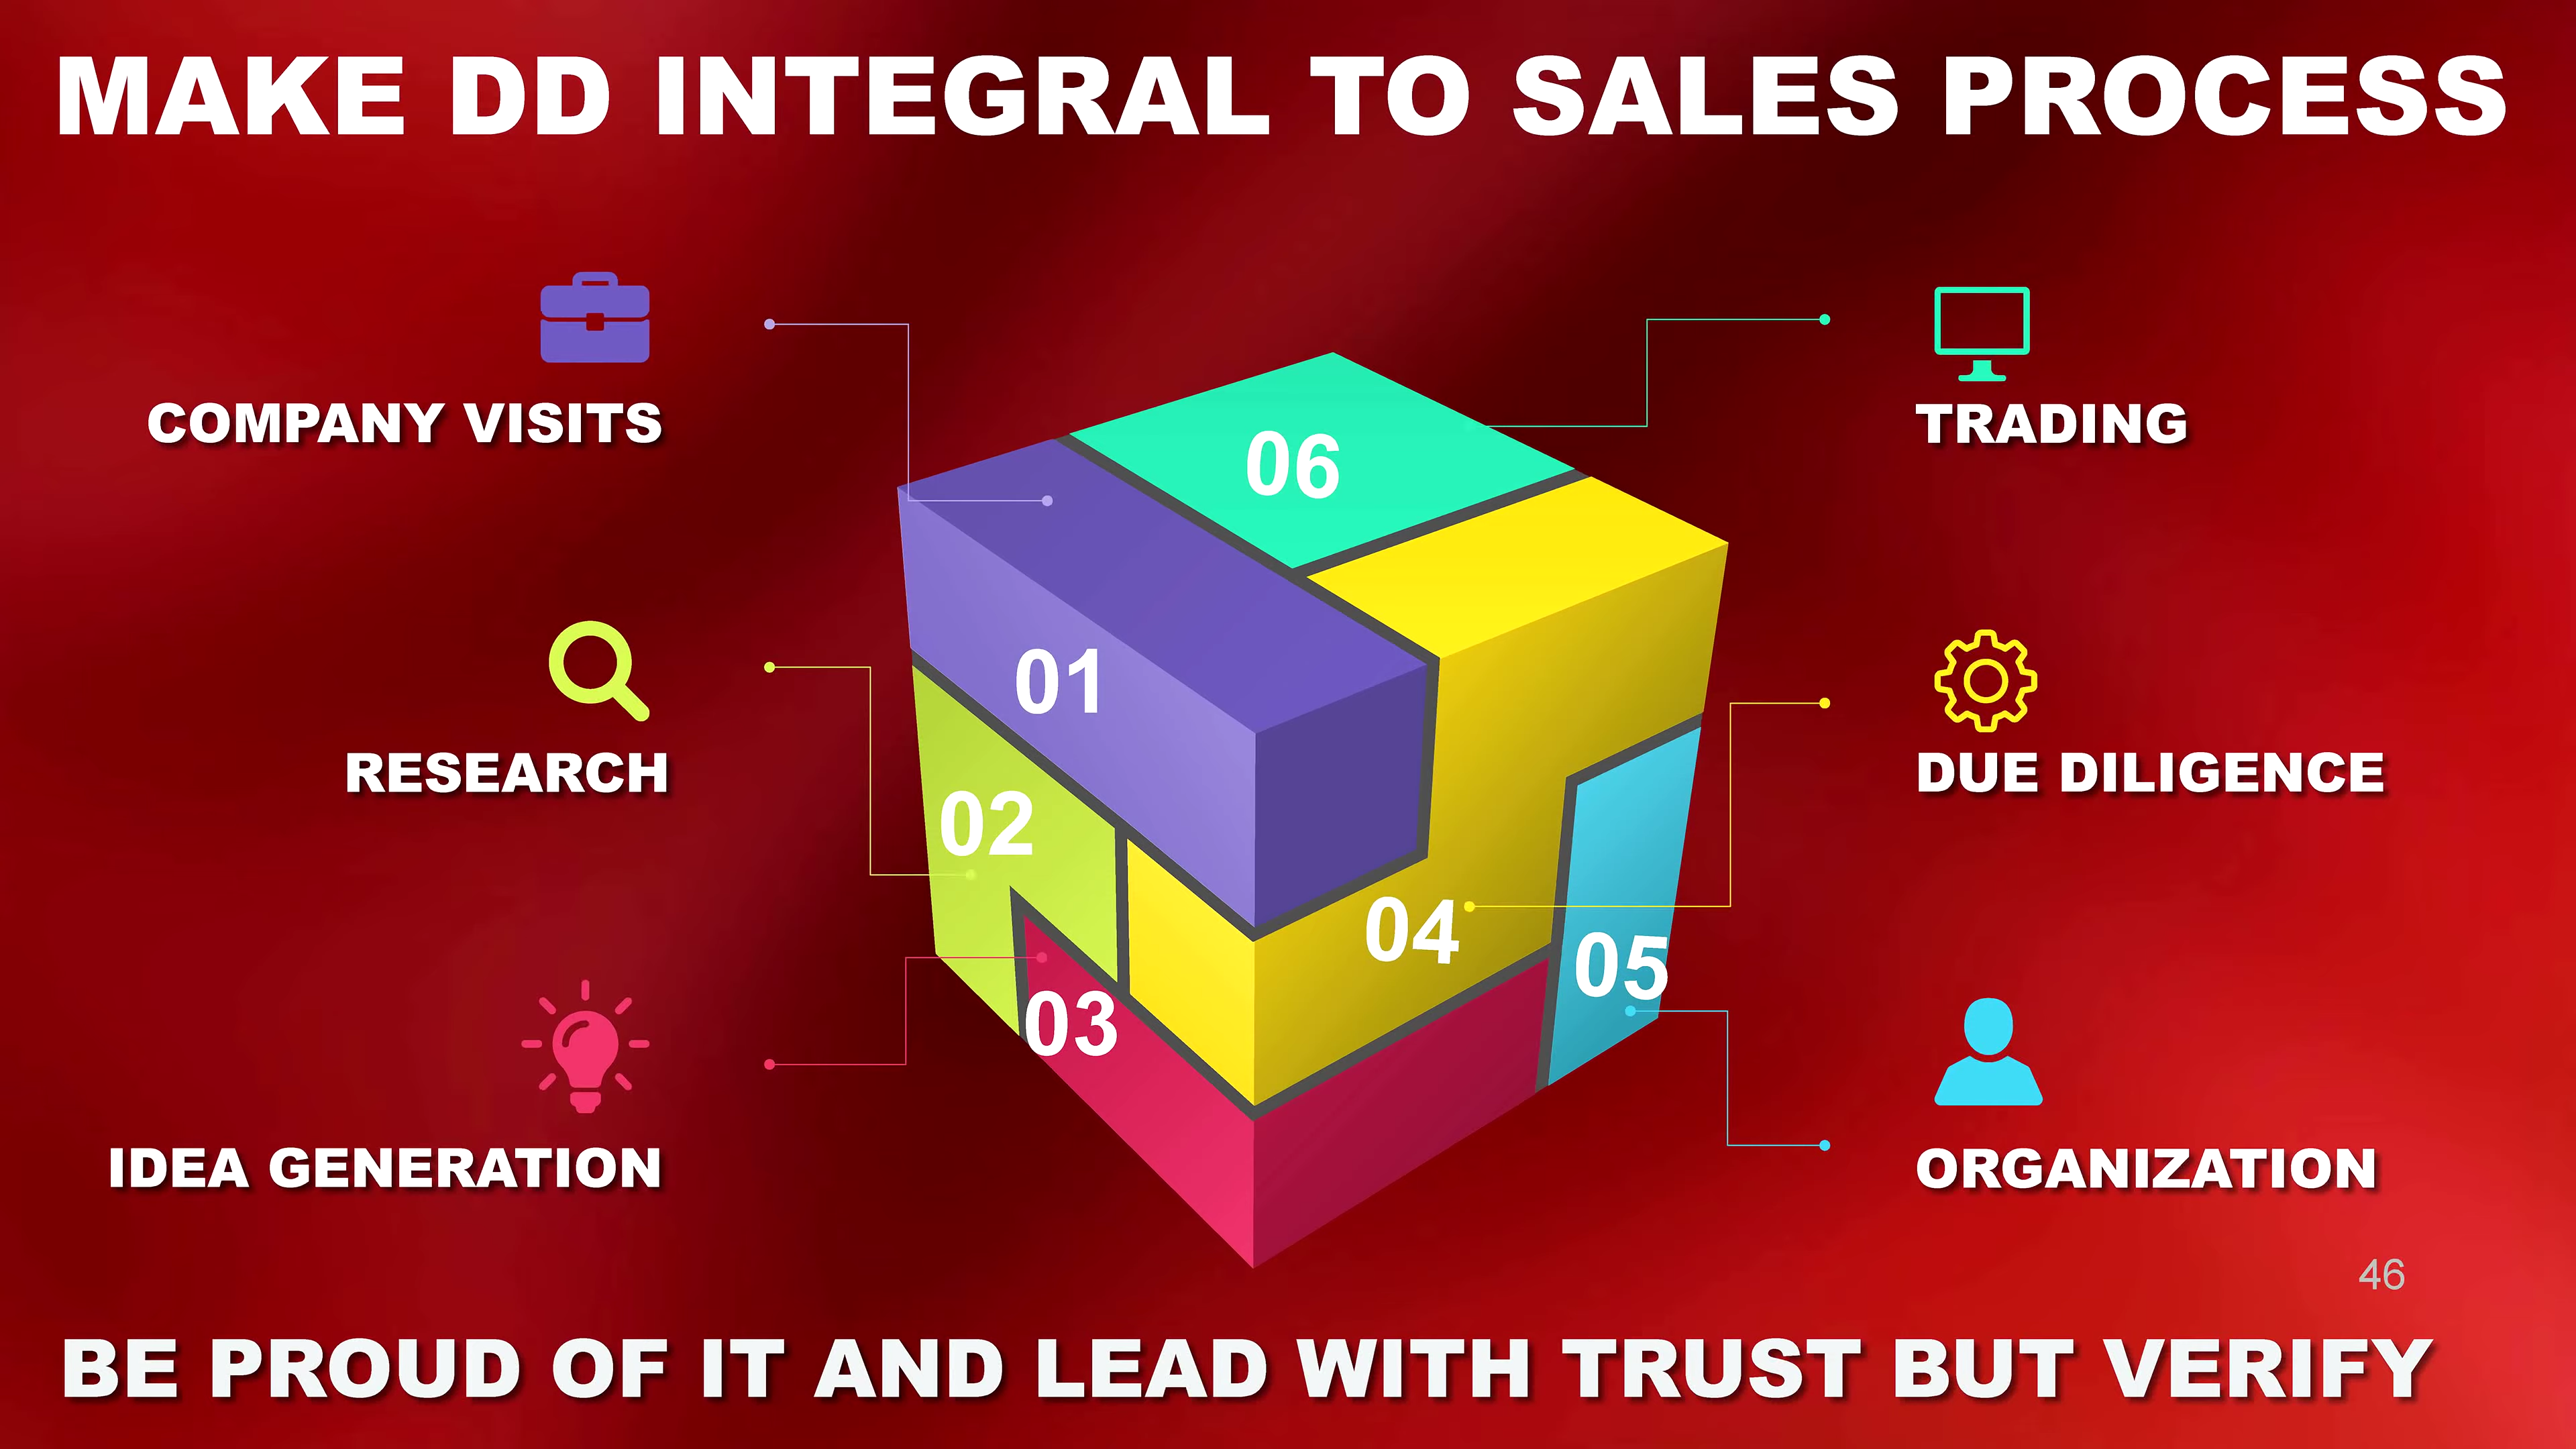 MAKE DD INTEGRAL TO SALES PROCESS
COMPANY VISITS
RESEARCH
IDEA GENERATION
01
02
03
04
05
06
TRADING
DUE DILIGENCE
ORGANIZATION
46
BE PROUD OF IT AND LEAD WITH TRUST BUT VERIFY